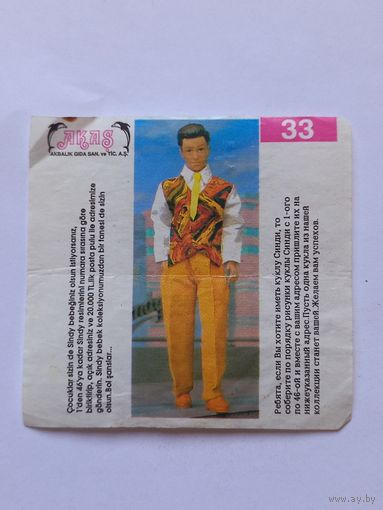 AKAŞ
AKBALIK GIDA SAN. ve TİC. A.Ş.
33
Çocuklar sizin de Sindy bebeğiniz olsun istiyorsanız,
1'den 46'ya kadar Sindy resimlerini numara sırasına göre
biriktirip, açık adresiniz ve 20.000 TL.lik posta pulu ile adresimize
gönderin. Sindy bebek koleksiyonumuzdan bir tanesi de sizin
olsun.Bol şanslar...
Ребята, если Вы хотите иметь куклу Синди, то
соберите по порядку рисунки куклы Синди с 1-ого
по 46-ой и вместе с вашим адресом пришлите их на
нижеуказанный адрес.Пусть одна кукла из нашей
коллекции станет вашей.Желаем вам успехов.
ay.by